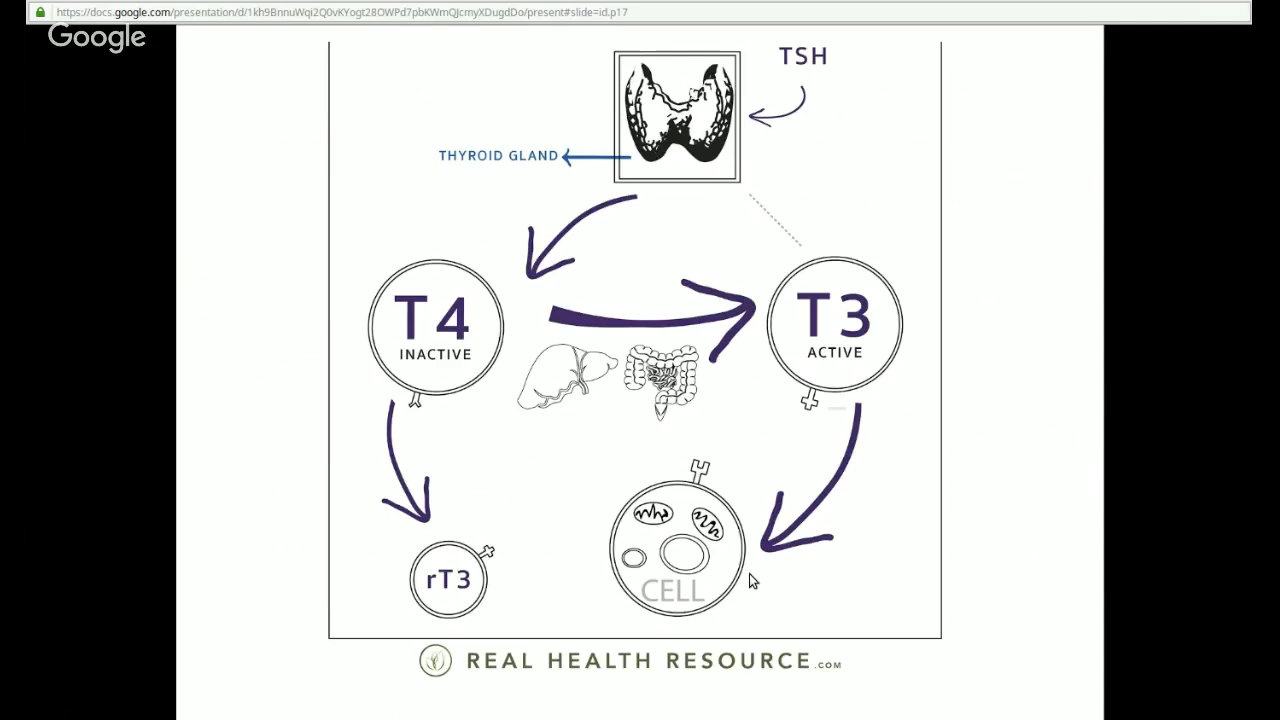 https://docs.google.com/presentation/d/1kh9BnnuWqi2Q0vKYogt28OWPd7pbKWmQJcmyXDugdDo/present#slide=id.p17
Google
TSH
THYROID GLAND
T4
INACTIVE
T3
ACTIVE
rT3
CELL
REAL HEALTH RESOURCE.COM